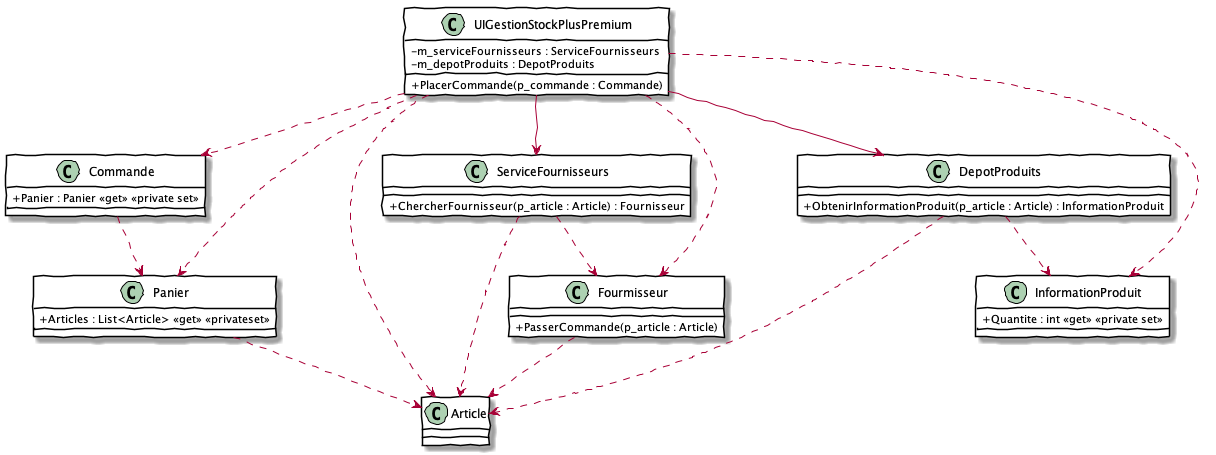 C UIGestionStockPlusPremium
-m_serviceFournisseurs : ServiceFournisseurs
-m_depotProduits : DepotProduits
+PlacerCommande(p_commande : Commande)
C Commande
+Panier : Panier «get» «private set»
C ServiceFournisseurs
+ChercherFournisseur(p_article : Article) : Fournisseur
C DepotProduits
+ObtenirInformationProduit(p_article : Article) : InformationProduit
C Panier
+Articles : List<Article> «get» «privateset»
C Fourmisseur
+PasserCommande(p_article : Article)
C InformationProduit
+Quantite : int «get» «private set»
C Article